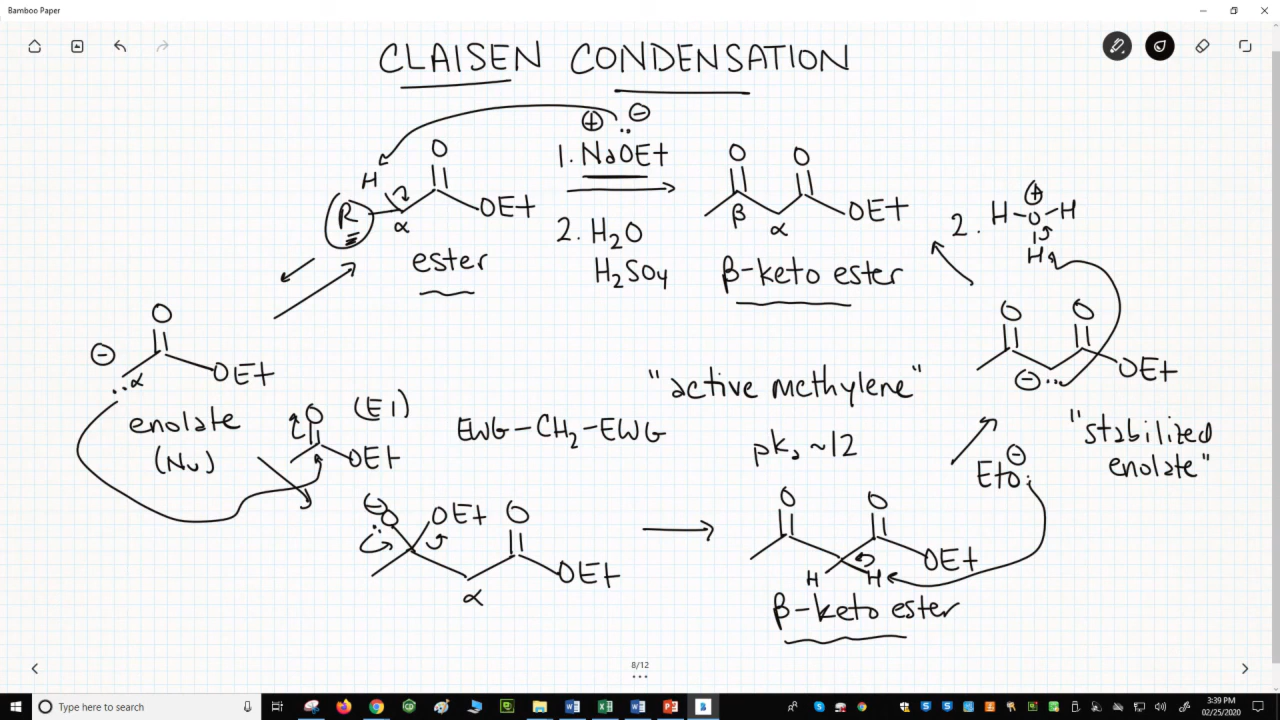 Bamboo Paper
CLAISEN CONDENSATION
⊕ ⊖
O
H
R
α
OEt
ester
1. NaOEt
2. H2O
H2SO4
O O
β α OEt
β-keto ester
⊕
2. H-O-H
H
O
⊖
α OEt
enolate
(Nu)
O (El)
OEt
"active methylene"
EWG-CH2-EWG
pka ~12
O O
⊖ OEt
"stabilized
enolate"
⊖
EtO
⊖
O OEt O
OEt
α
O O
OEt
H H
β-keto ester
8/12
Type here to search
3:39 PM
02/25/2020